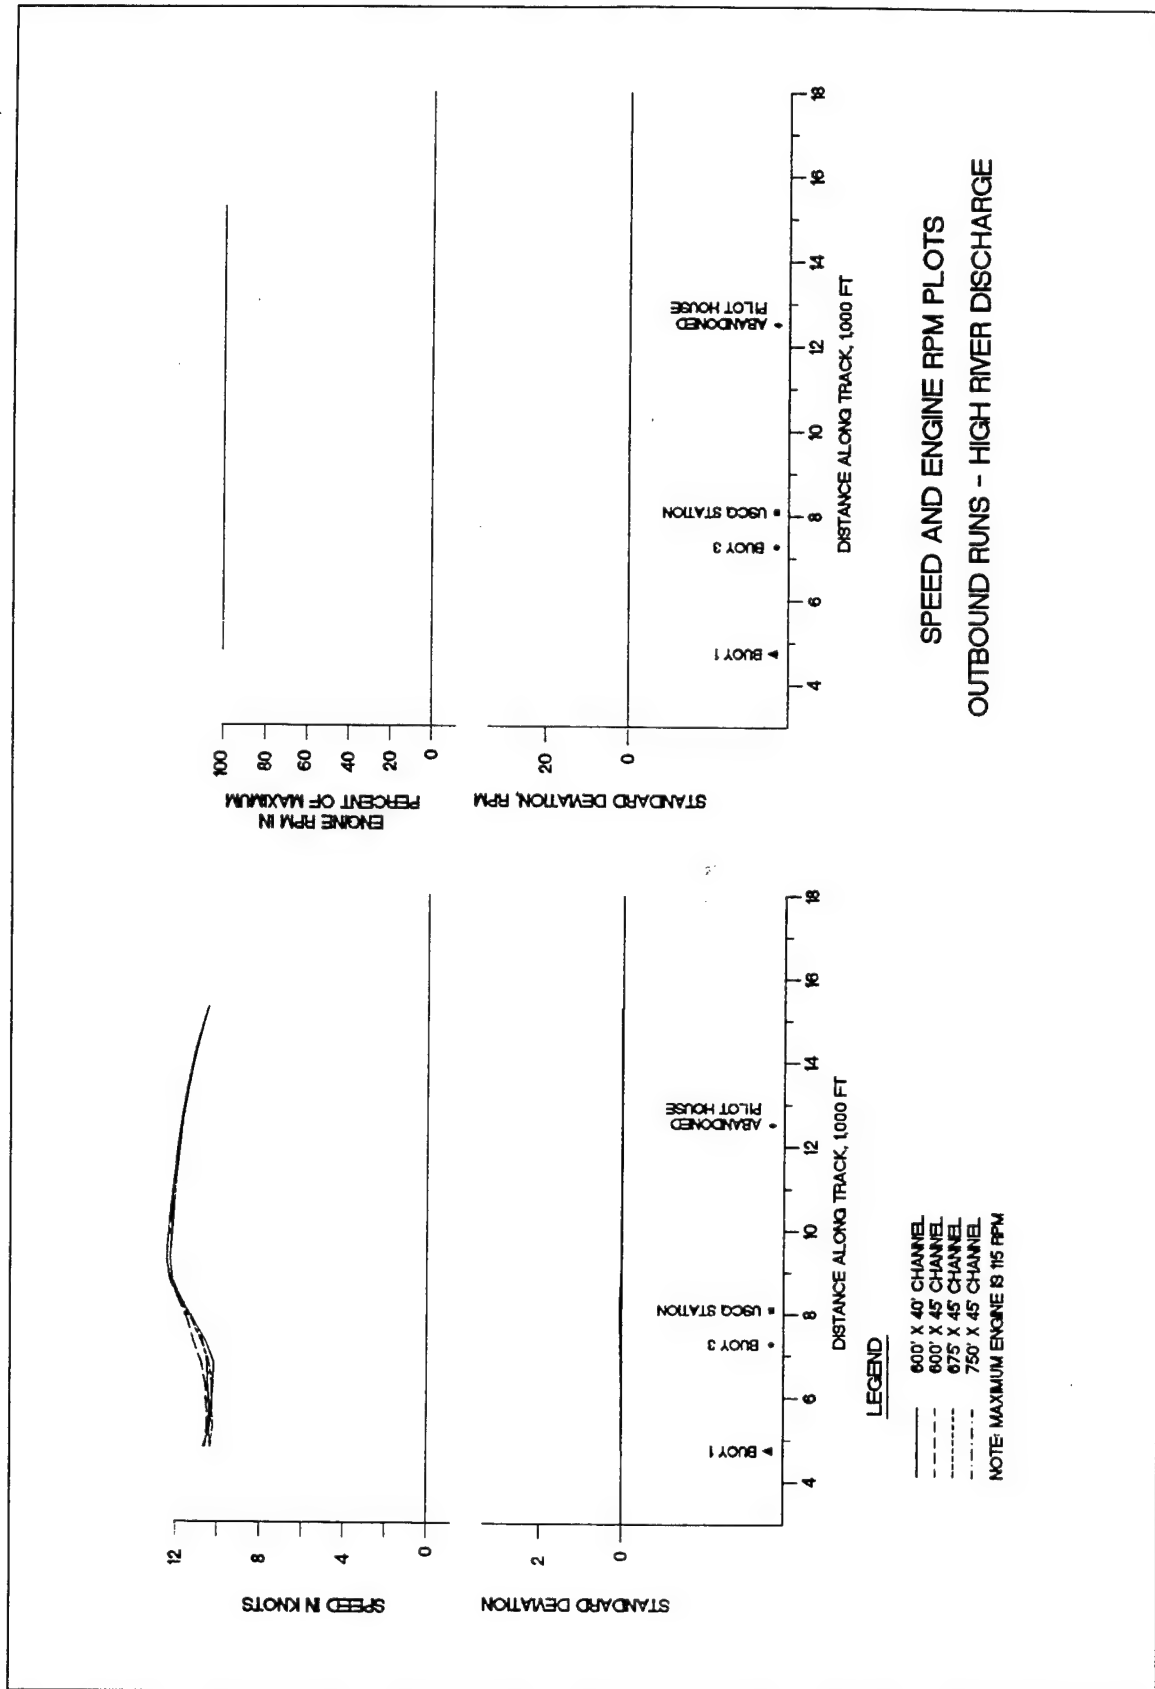 SPEED IN KNOTS
12
8
4
0
STANDARD DEVIATION
2
0
BUOY 1
BUOY 3
USCG STATION
ABANDONED
PILOT HOUSE
4
6
8
10
12
14
16
18
DISTANCE ALONG TRACK, 1,000 FT
LEGEND
600' X 40' CHANNEL
600' X 45' CHANNEL
675' X 45' CHANNEL
750' X 45' CHANNEL
NOTE: MAXIMUM ENGINE IS 115 RPM
ENGINE RPM IN
PERCENT OF MAXIMUM
100
80
60
40
20
0
STANDARD DEVIATION, RPM
20
0
BUOY 1
BUOY 3
USCG STATION
ABANDONED
PILOT HOUSE
4
6
8
10
12
14
16
18
DISTANCE ALONG TRACK, 1,000 FT
SPEED AND ENGINE RPM PLOTS
OUTBOUND RUNS - HIGH RIVER DISCHARGE